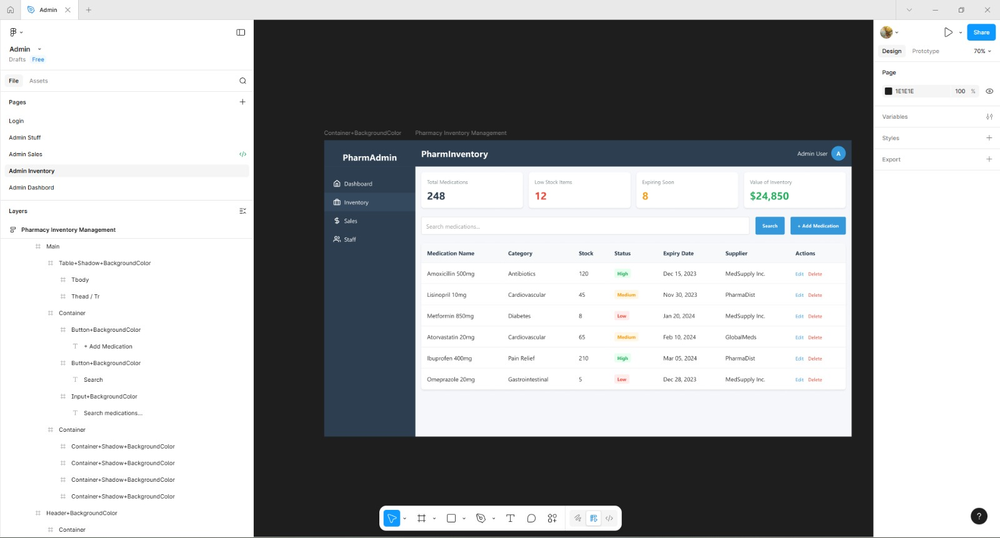 Admin
Admin
Drafts Free
File Assets
Pages
Login
Admin Stuff
Admin Sales
Admin Inventory
Admin Dashbord
Layers
Pharmacy Inventory Management
Main
Table+Shadow+BackgroundColor
Tbody
Thead / Tr
Container
Button+BackgroundColor
+ Add Medication
Button+BackgroundColor
Search
Input+BackgroundColor
Search medications...
Container
Container+Shadow+BackgroundColor
Container+Shadow+BackgroundColor
Container+Shadow+BackgroundColor
Container+Shadow+BackgroundColor
Header+BackgroundColor
Container
Container+BackgroundColor Pharmacy Inventory Management
PharmAdmin
Dashboard
Inventory
Sales
Staff
PharmInventory Admin User A
Total Medications Low Stock Items Expiring Soon Value of Inventory
248 12 8 $24,850
Search medications... Search + Add Medication
Medication Name Category Stock Status Expiry Date Supplier Actions
Amoxicillin 500mg Antibiotics 120 High Dec 15, 2023 MedSupply Inc. Edit Delete
Lisinopril 10mg Cardiovascular 45 Medium Nov 30, 2023 PharmaDist Edit Delete
Metformin 850mg Diabetes 8 Low Jan 20, 2024 MedSupply Inc. Edit Delete
Atorvastatin 20mg Cardiovascular 65 Medium Feb 10, 2024 GlobalMeds Edit Delete
Ibuprofen 400mg Pain Relief 210 High Mar 05, 2024 PharmaDist Edit Delete
Omeprazole 20mg Gastrointestinal 5 Low Dec 28, 2023 MedSupply Inc. Edit Delete
Share
Design Prototype 70%
Page
1E1E1E 100 %
Variables
Styles
Export
?